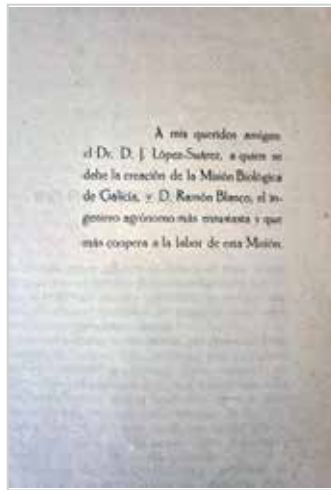 A mis queridos amigos
el Dr. D. J. López-Suárez, a quien se
debe la creación de la Misión Biológica
de Galicia, y D. Ramón Blanco, el in-
geniero agrónomo más entusiasta y que
más coopera a la labor de esta Misión.